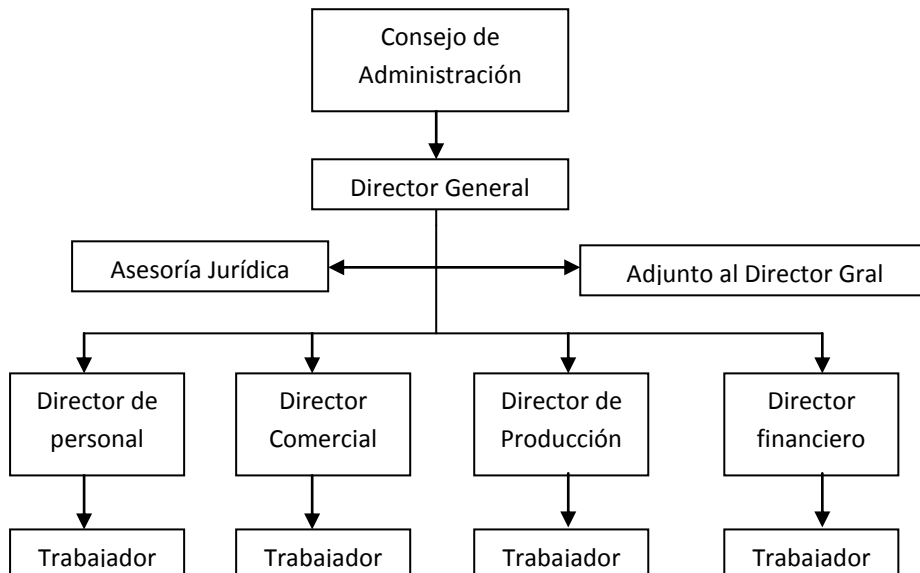 Consejo de
Administración
Director General
Asesoría Jurídica
Adjunto al Director Gral
Director de
personal
Director
Comercial
Director de
Producción
Director
financiero
Trabajador
Trabajador
Trabajador
Trabajador